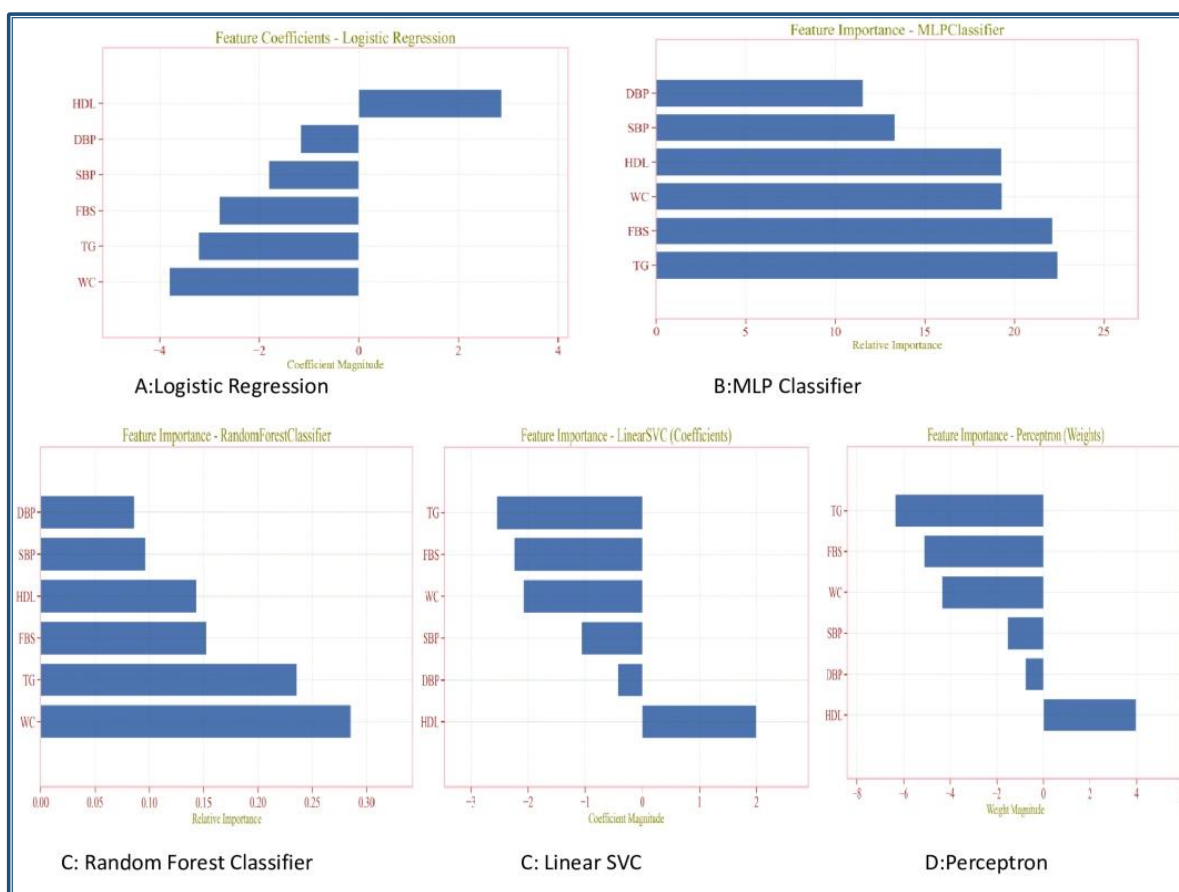 Feature Coefficients - Logistic Regression
HDL
DBP
SBP
FBS
TG
WC
−4 −2 0 2 4
Coefficient Magnitude
A:Logistic Regression
Feature Importance - MLPClassifier
DBP
SBP
HDL
WC
FBS
TG
0 5 10 15 20 25
Relative Importance
B:MLP Classifier
Feature Importance - RandomForestClassifier
DBP
SBP
HDL
FBS
TG
WC
0.00 0.05 0.10 0.15 0.20 0.25 0.30
Relative Importance
C: Random Forest Classifier
Feature Importance - LinearSVC (Coefficients)
TG
FBS
WC
SBP
DBP
HDL
−3 −2 −1 0 1 2
Coefficient Magnitude
C: Linear SVC
Feature Importance - Perceptron (Weights)
TG
FBS
WC
SBP
DBP
HDL
−8 −6 −4 −2 0 2 4
Weight Magnitude
D:Perceptron